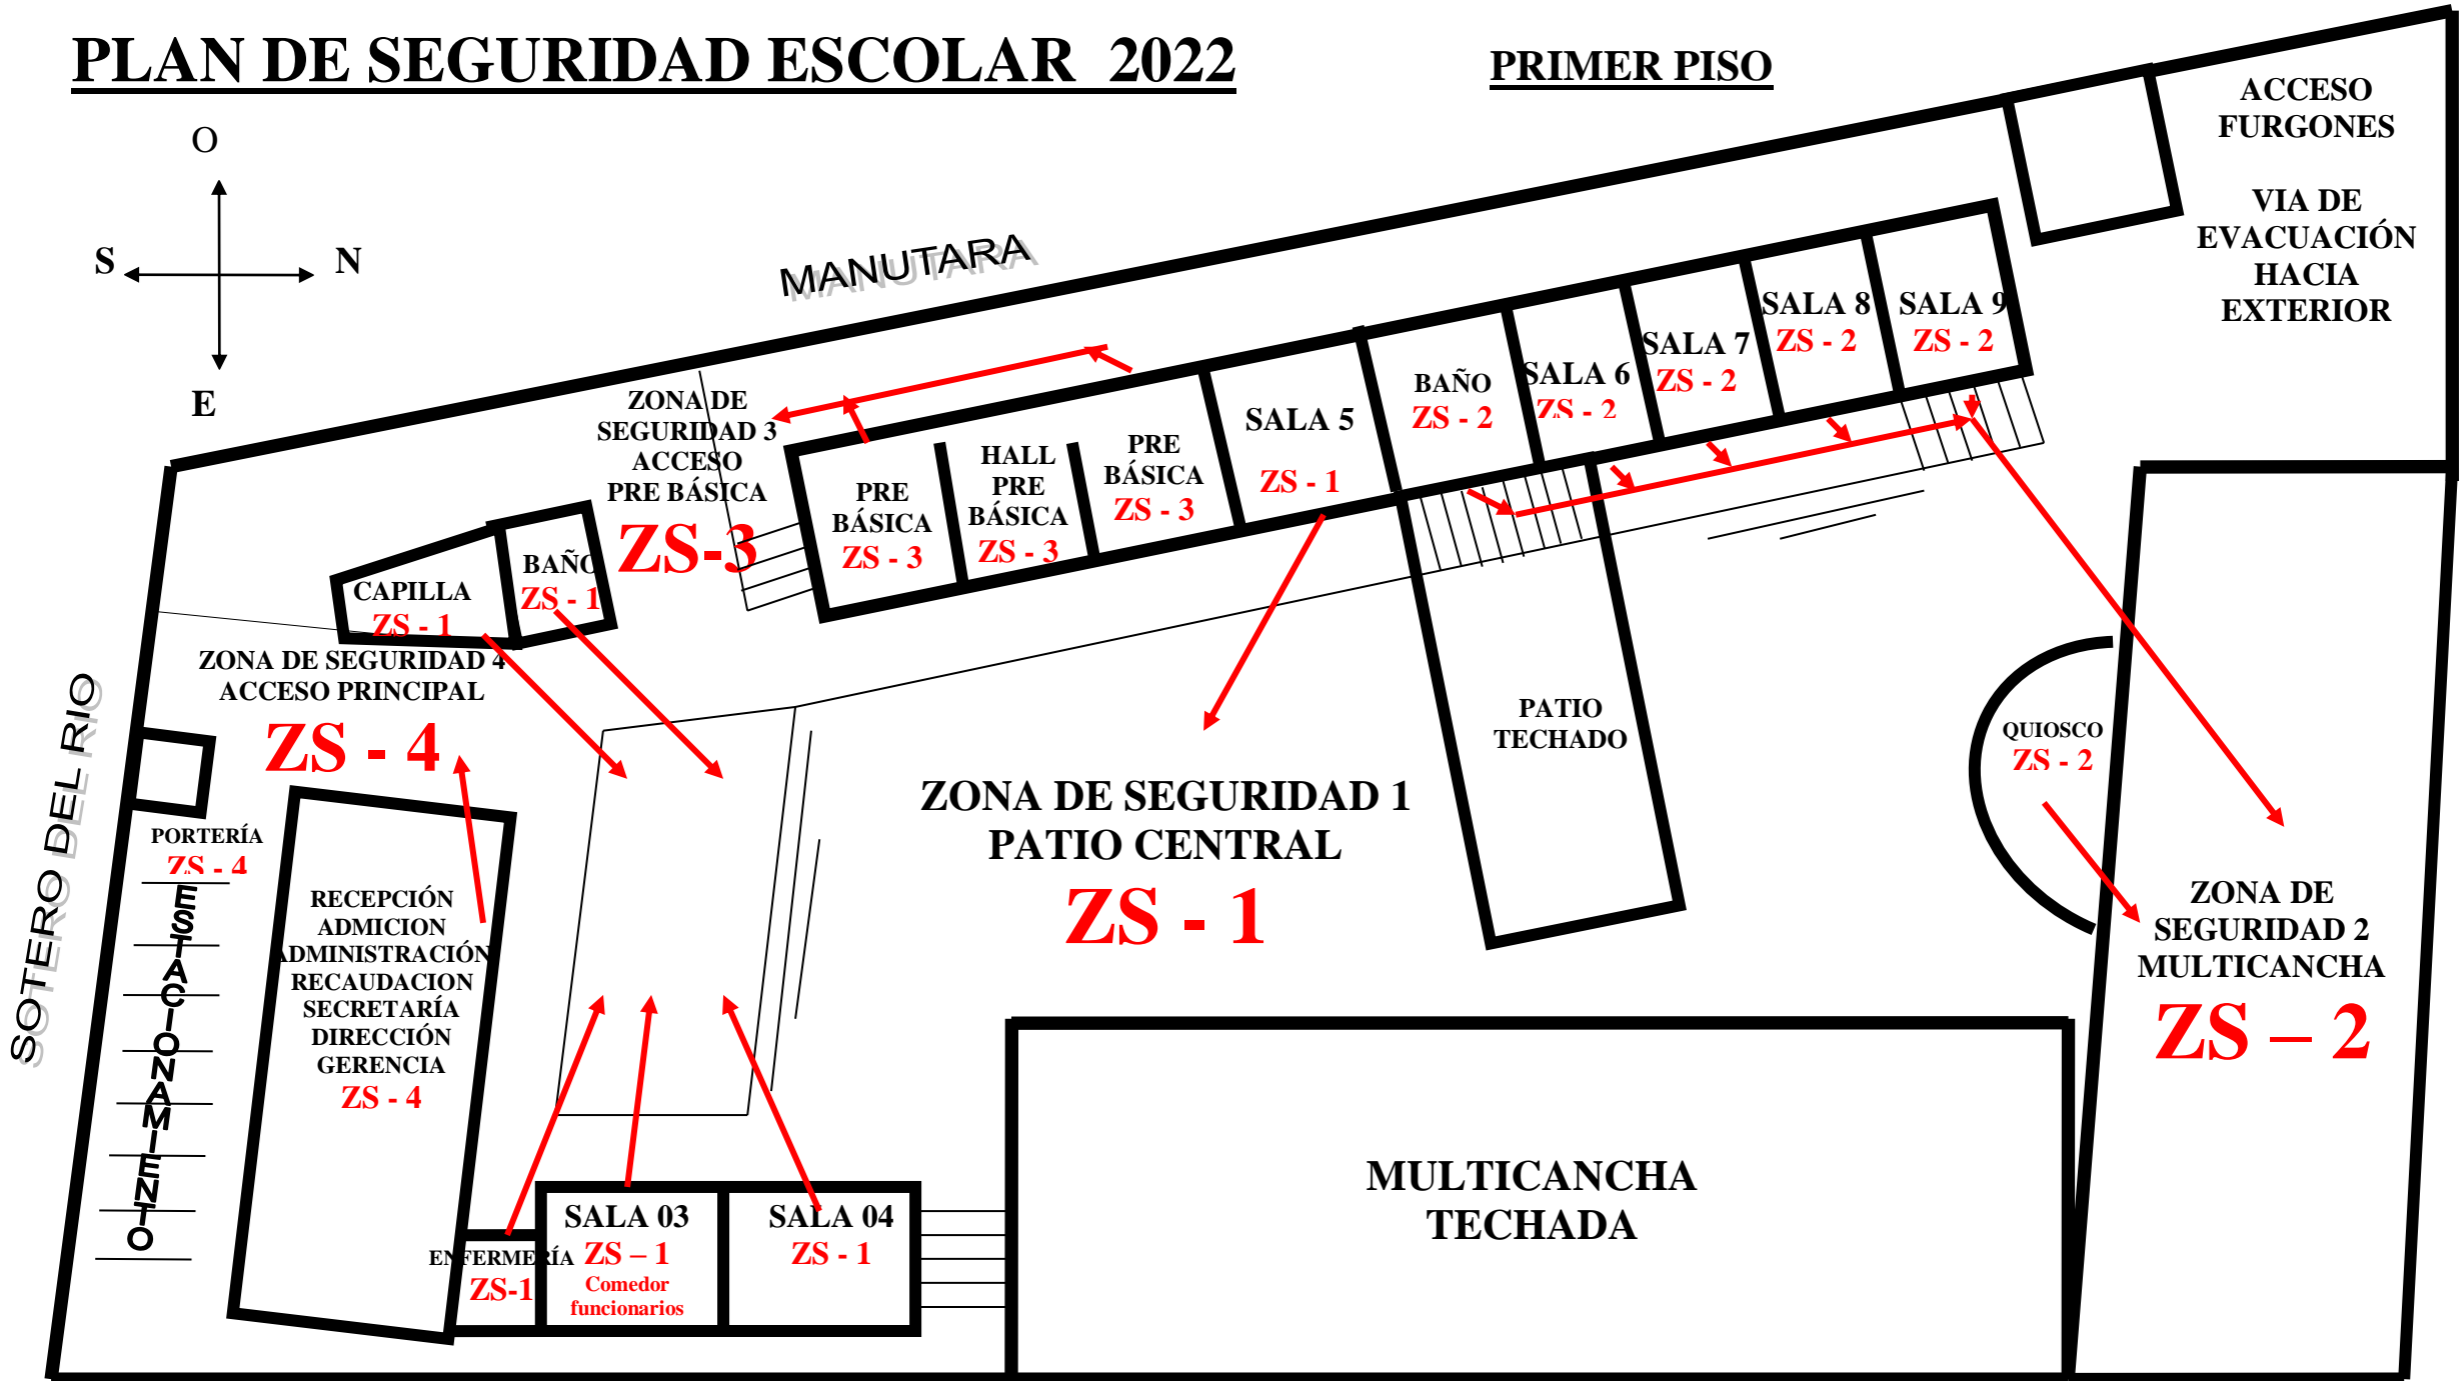 PLAN DE SEGURIDAD ESCOLAR 2022
PRIMER PISO
O
S
N
E
MANUTARA
SOTERO DEL RIO
ACCESO
FURGONES
VIA DE
EVACUACIÓN
HACIA
EXTERIOR
ZONA DE
SEGURIDAD 3
ACCESO
PRE BÁSICA
ZS-3
PRE
BÁSICA
ZS - 3
HALL
PRE
BÁSICA
ZS - 3
PRE
BÁSICA
ZS - 3
SALA 5
ZS - 1
BAÑO
ZS - 2
SALA 6
ZS - 2
SALA 7
ZS - 2
SALA 8
ZS - 2
SALA 9
ZS - 2
CAPILLA
ZS - 1
BAÑO
ZS - 1
ZONA DE SEGURIDAD 4
ACCESO PRINCIPAL
ZS - 4
PORTERÍA
ZS - 4
ESTACIONAMIENTO
RECEPCIÓN
ADMICION
ADMINISTRACIÓN
RECAUDACION
SECRETARÍA
DIRECCIÓN
GERENCIA
ZS - 4
ZONA DE SEGURIDAD 1
PATIO CENTRAL
ZS - 1
PATIO
TECHADO
QUIOSCO
ZS - 2
ZONA DE
SEGURIDAD 2
MULTICANCHA
ZS – 2
ENFERMERÍA
ZS-1
SALA 03
ZS – 1
Comedor
funcionarios
SALA 04
ZS - 1
MULTICANCHA
TECHADA